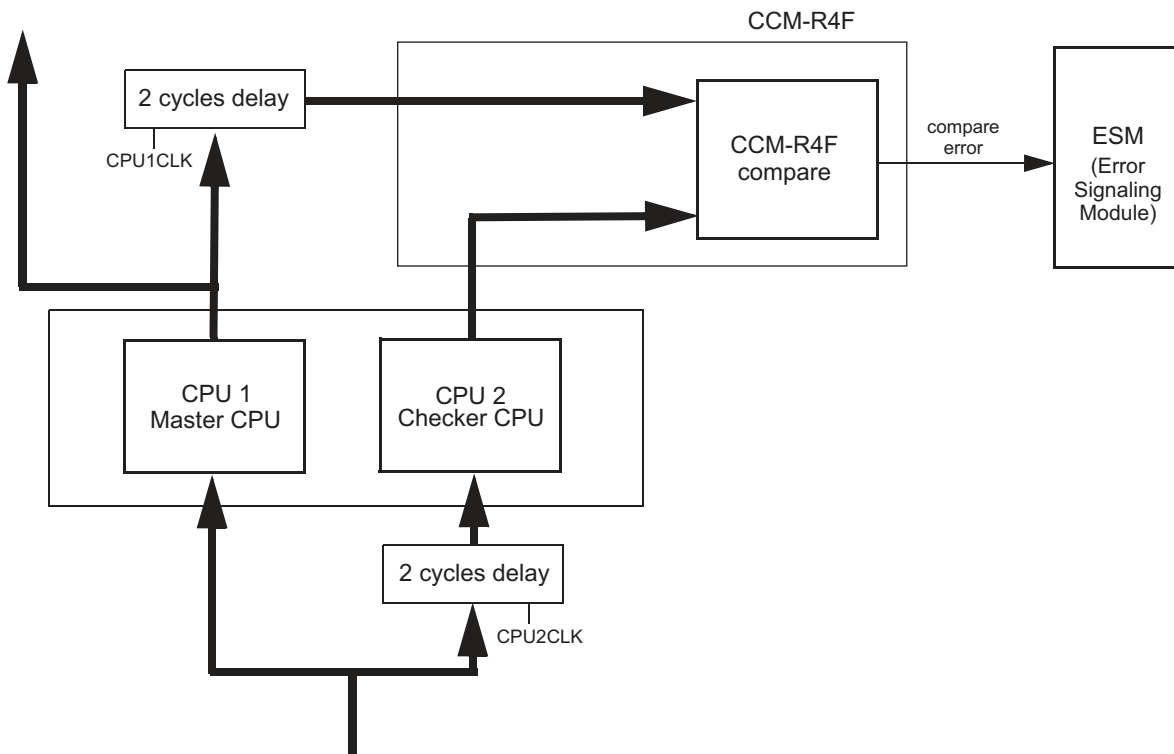 CCM-R4F
2 cycles delay
CPU1CLK
CCM-R4F
compare
compare
error
ESM
(Error
Signaling
Module)
CPU 1
Master CPU
CPU 2
Checker CPU
2 cycles delay
CPU2CLK